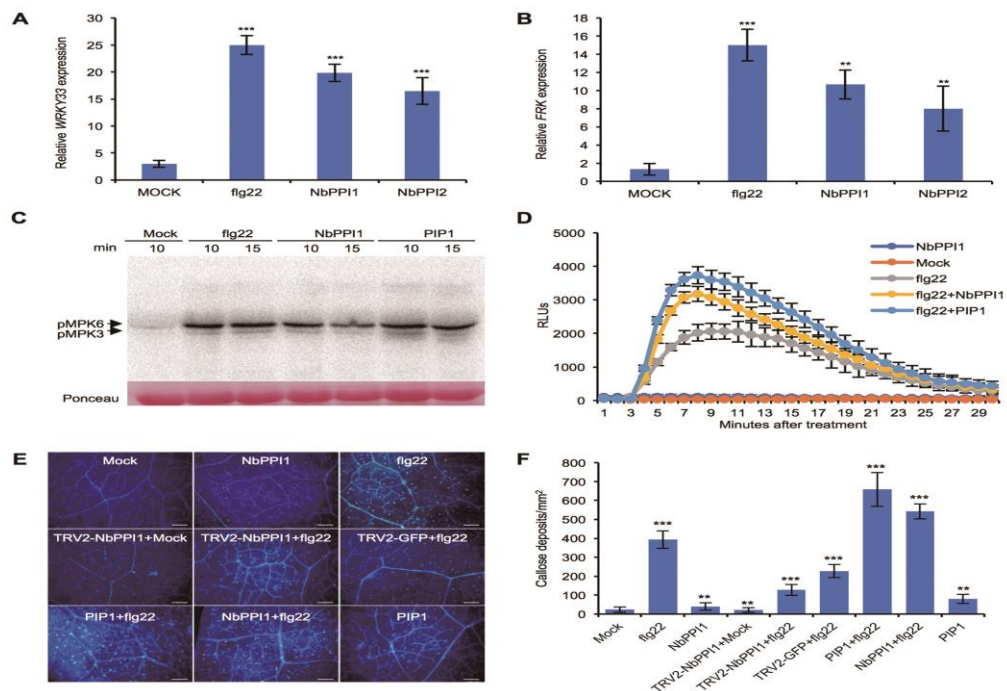 A
Relative WRKY33 expression
30
25
20
15
10
5
0
***
***
***
MOCK flg22 NbPPI1 NbPPI2
B
Relative FRK expression
18
16
14
12
10
8
6
4
2
0
***
**
**
MOCK flg22 NbPPI1 NbPPI2
C
Mock flg22 NbPPI1 PIP1
min 10 10 15 10 15 10 15
pMPK6
pMPK3
Ponceau
D
RLUs
5000
4000
3000
2000
1000
0
NbPPI1
Mock
flg22
flg22+NbPPI1
flg22+PIP1
1 3 5 7 9 11 13 15 17 19 21 23 25 27 29
Minutes after treatment
E
Mock NbPPI1 flg22
TRV2-NbPPI1+Mock TRV2-NbPPI1+flg22 TRV2-GFP+flg22
PIP1+flg22 NbPPI1+flg22 PIP1
F
Callose deposits/mm²
800
700
600
500
400
300
200
100
0
***
**
**
***
***
***
***
**
Mock
flg22
NbPPI1
TRV2-NbPPI1+Mock
TRV2-NbPPI1+flg22
TRV2-GFP+flg22
PIP1+flg22
NbPPI1+flg22
PIP1